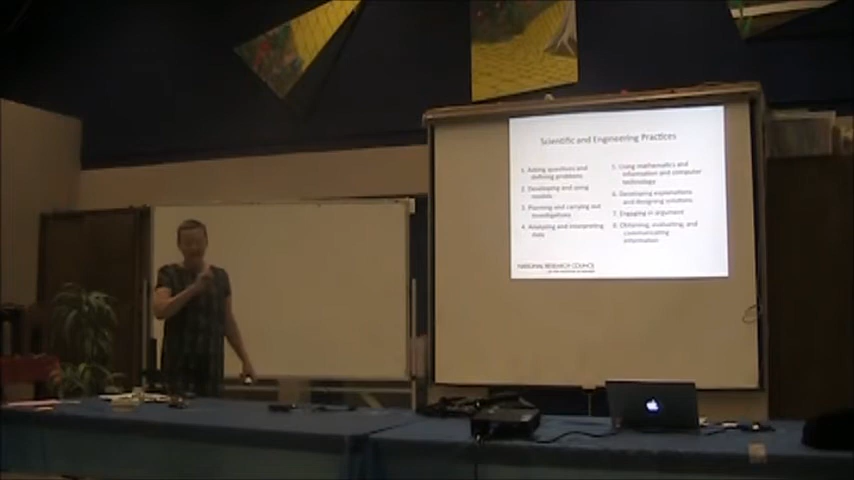 Scientific and Engineering Practices
1. Asking questions and
defining problems
2. Developing and using
models
3. Planning and carrying out
investigations
4. Analyzing and interpreting
data
5. Using mathematics and
information and computer
technology
6. Developing explanations
and designing solutions
7. Engaging in argument
8. Obtaining, evaluating, and
communicating
information
NATIONAL RESEARCH COUNCIL